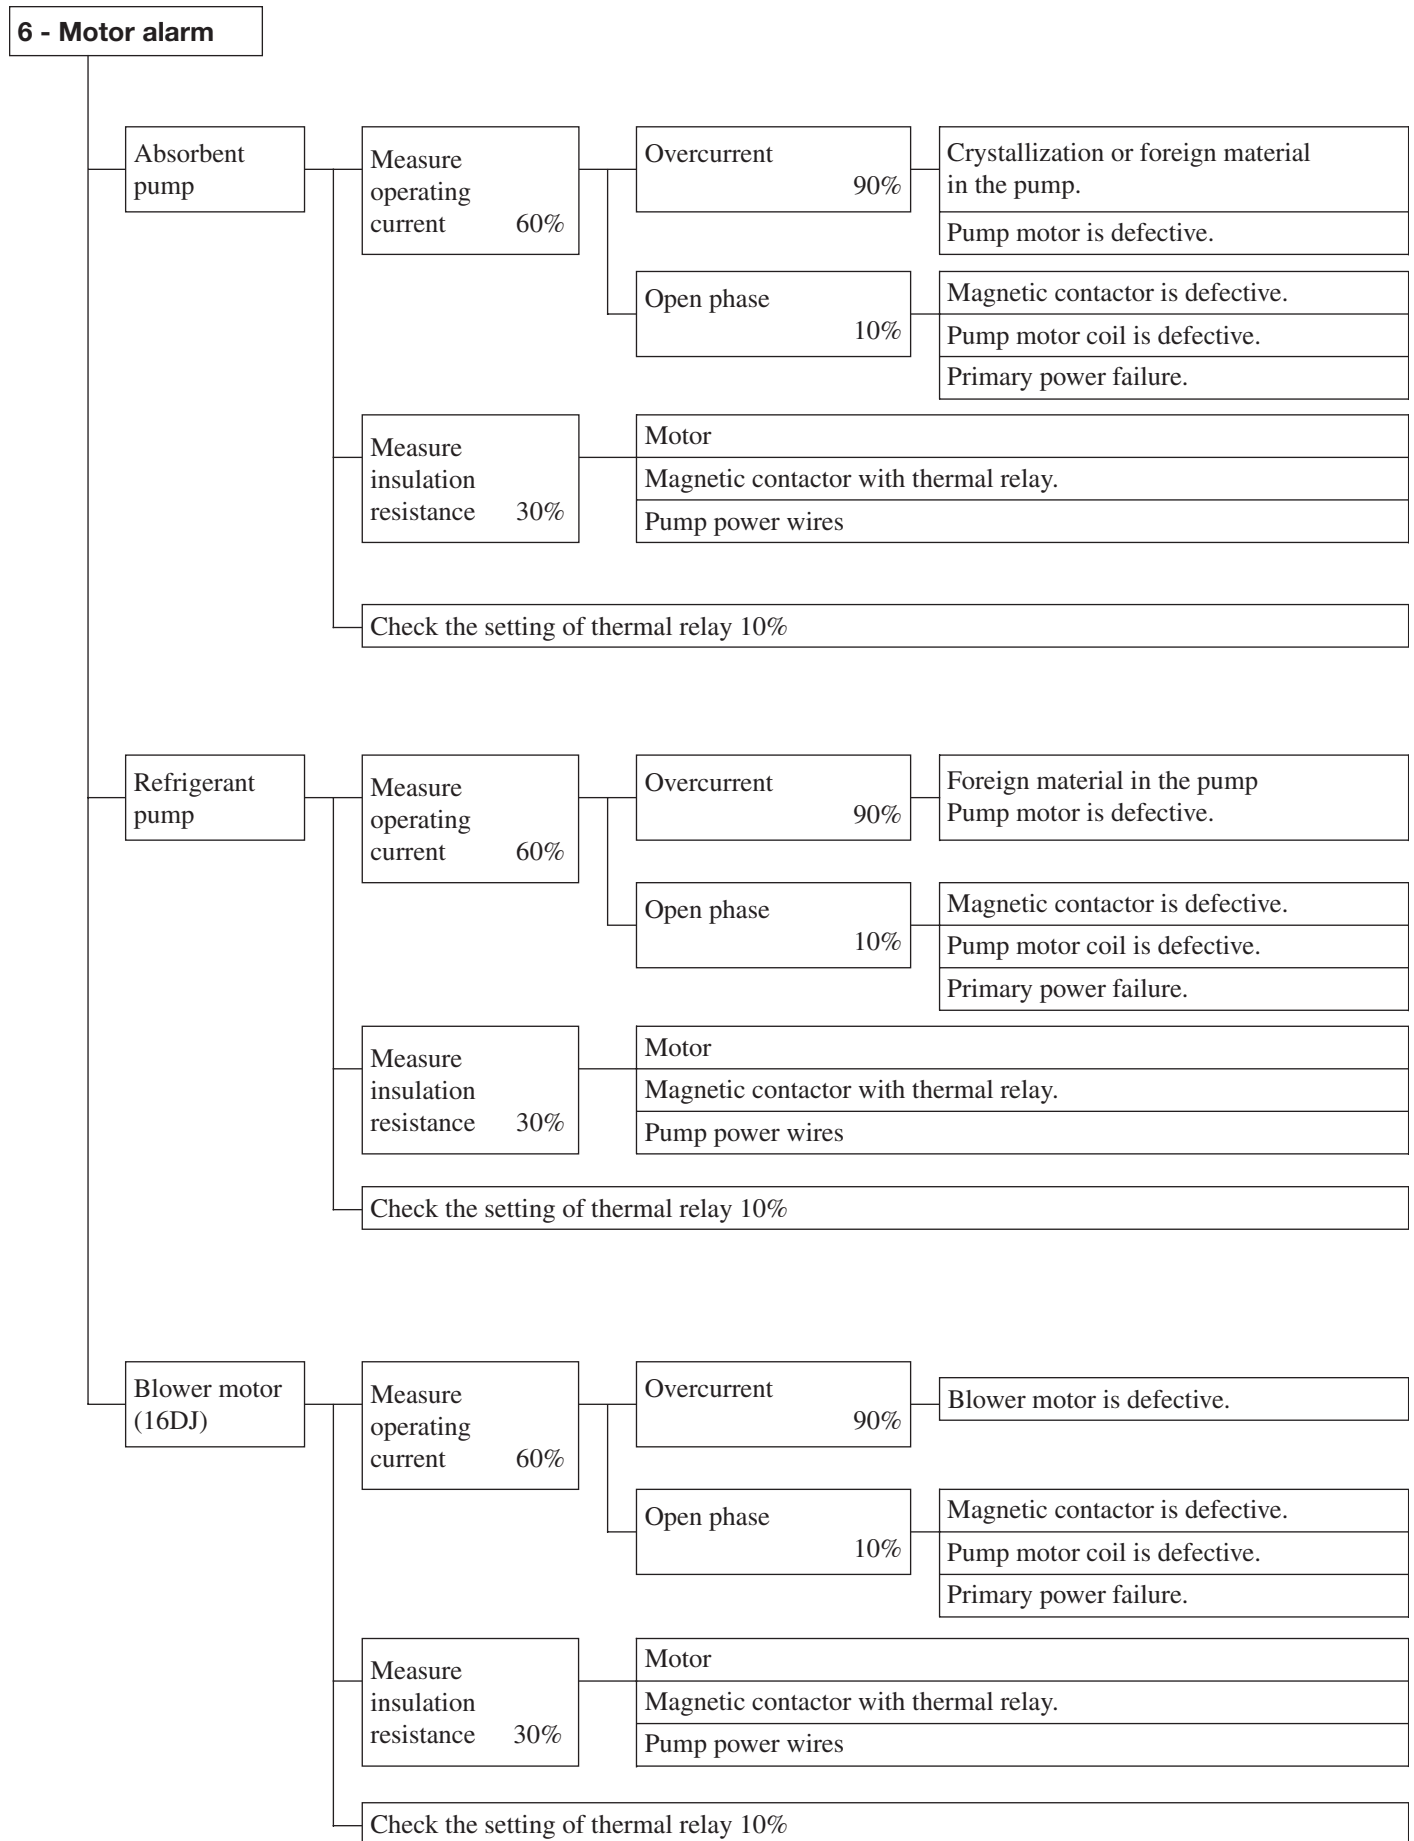 6 - Motor alarm
Absorbent
pump
Measure
operating
current 60%
Overcurrent
90%
Crystallization or foreign material
in the pump.
Pump motor is defective.
Open phase
10%
Magnetic contactor is defective.
Pump motor coil is defective.
Primary power failure.
Measure
insulation
resistance 30%
Motor
Magnetic contactor with thermal relay.
Pump power wires
Check the setting of thermal relay 10%
Refrigerant
pump
Measure
operating
current 60%
Overcurrent
90%
Foreign material in the pump
Pump motor is defective.
Open phase
10%
Magnetic contactor is defective.
Pump motor coil is defective.
Primary power failure.
Measure
insulation
resistance 30%
Motor
Magnetic contactor with thermal relay.
Pump power wires
Check the setting of thermal relay 10%
Blower motor
(16DJ)
Measure
operating
current 60%
Overcurrent
90%
Blower motor is defective.
Open phase
10%
Magnetic contactor is defective.
Pump motor coil is defective.
Primary power failure.
Measure
insulation
resistance 30%
Motor
Magnetic contactor with thermal relay.
Pump power wires
Check the setting of thermal relay 10%